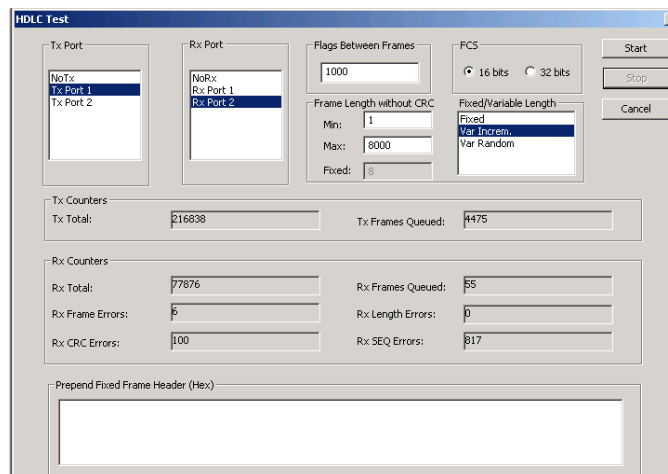 HDLC Test
Tx Port
NoTx
Tx Port 1
Tx Port 2
Rx Port
NoRx
Rx Port 1
Rx Port 2
Flags Between Frames
1000
FCS
16 bits
32 bits
Start
Stop
Cancel
Frame Length without CRC
Min: 1
Max: 8000
Fixed: 8
Fixed/Variable Length
Fixed
Var Increm.
Var Random
Tx Counters
Tx Total: 216838
Tx Frames Queued: 4475
Rx Counters
Rx Total: 77876
Rx Frames Queued: 55
Rx Frame Errors: 6
Rx Length Errors: 0
Rx CRC Errors: 100
Rx SEQ Errors: 817
Prepend Fixed Frame Header (Hex)